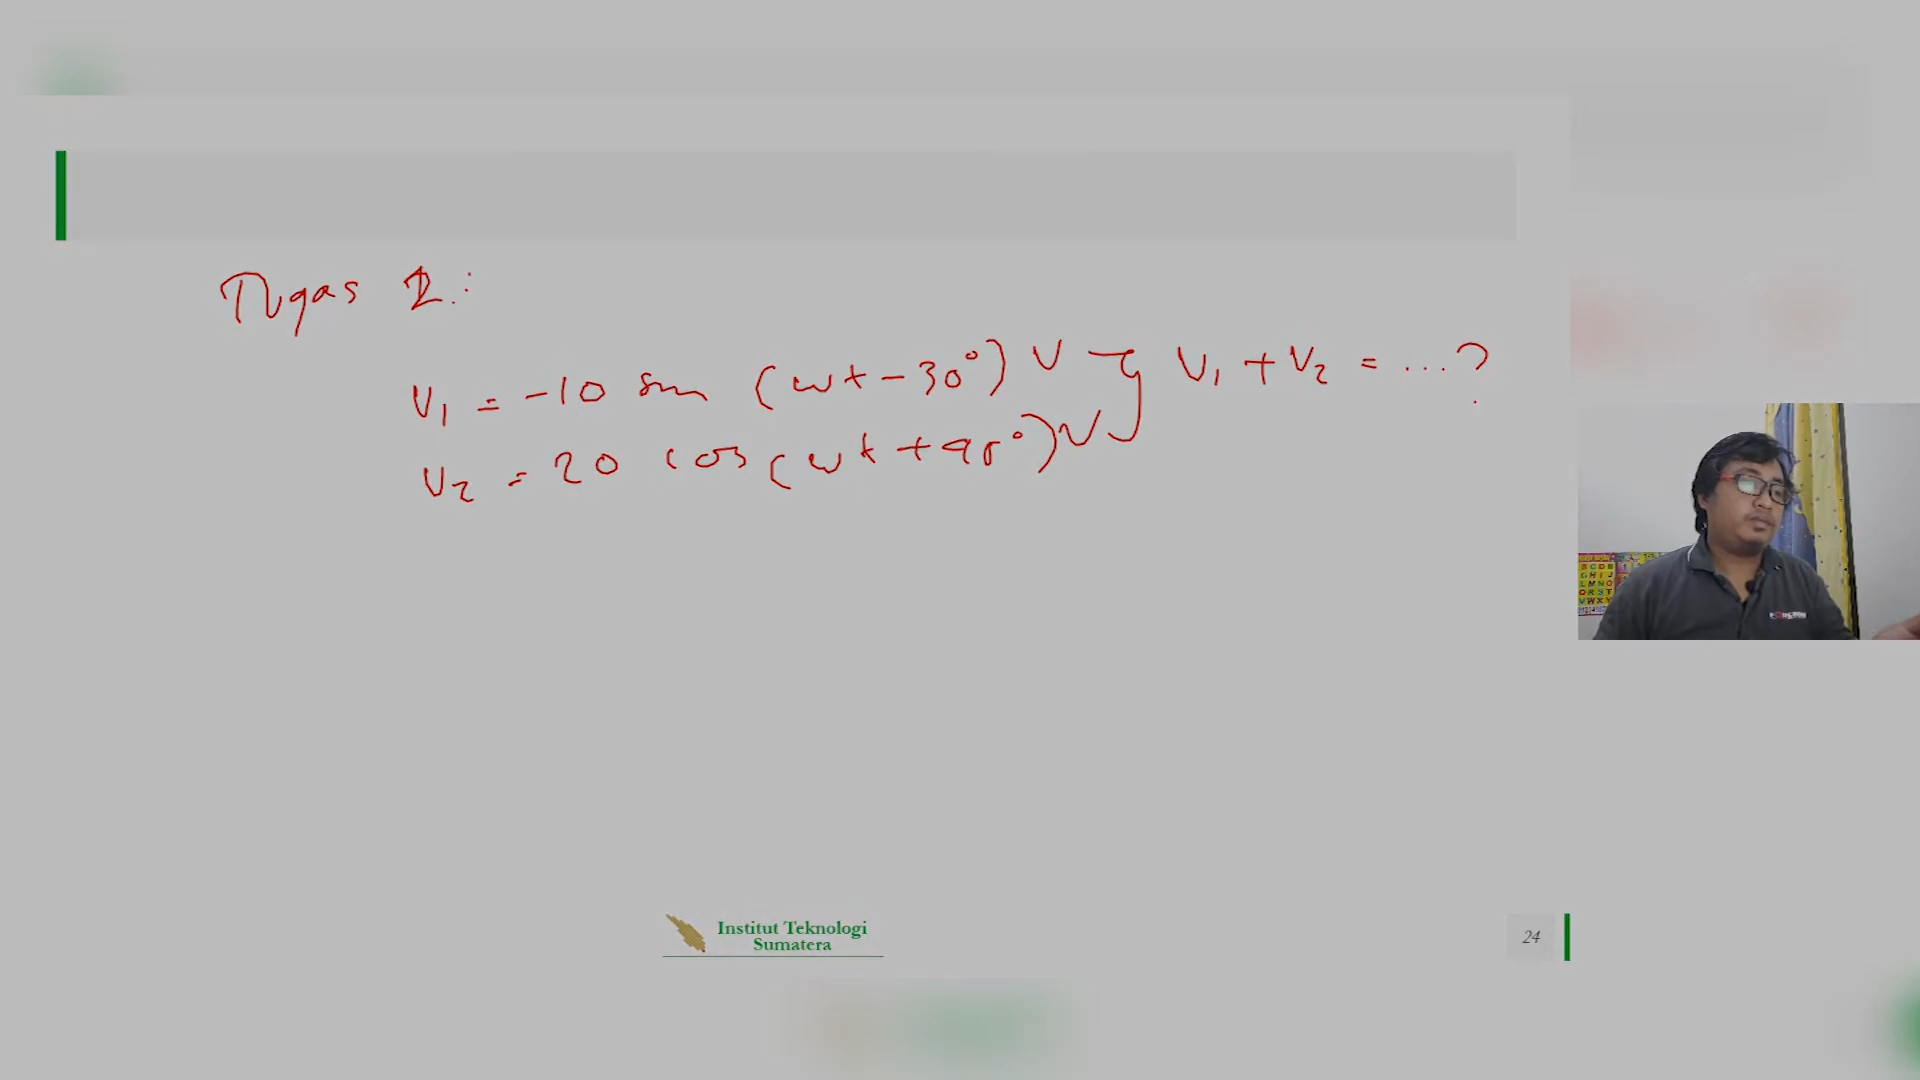 Tugas 2:
V₁ = -10 sin (ωt - 30°) V } V₁ + V₂ = ...?
V₂ = 20 cos (ωt + 45°) V
Institut Teknologi
Sumatera
24